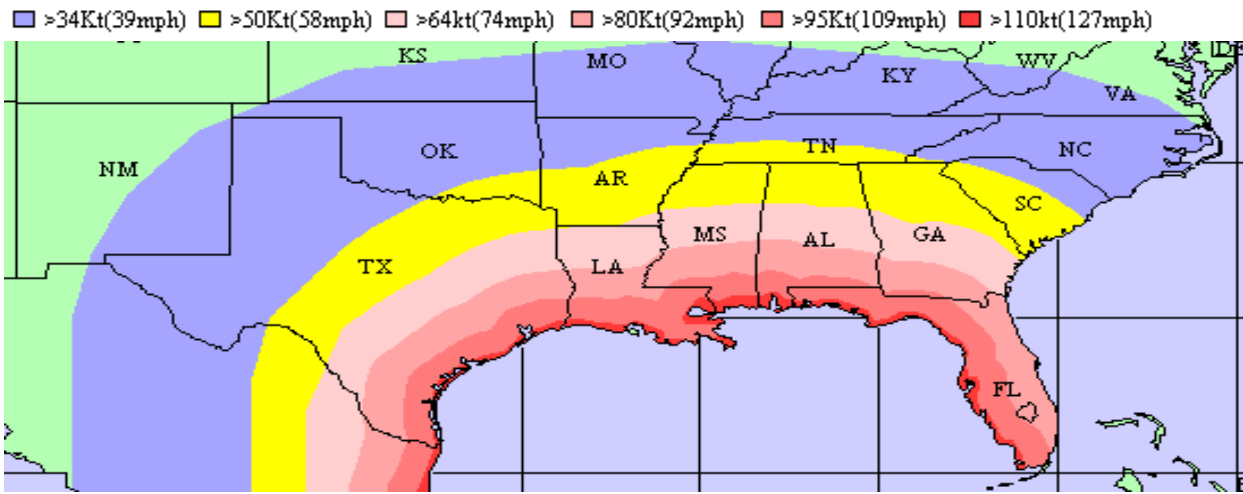 >34Kt(39mph) >50Kt(58mph) >64kt(74mph) >80Kt(92mph) >95Kt(109mph) >110kt(127mph)
KS MO KY WV VA
NM OK AR TN NC
TX LA MS AL GA SC
FL